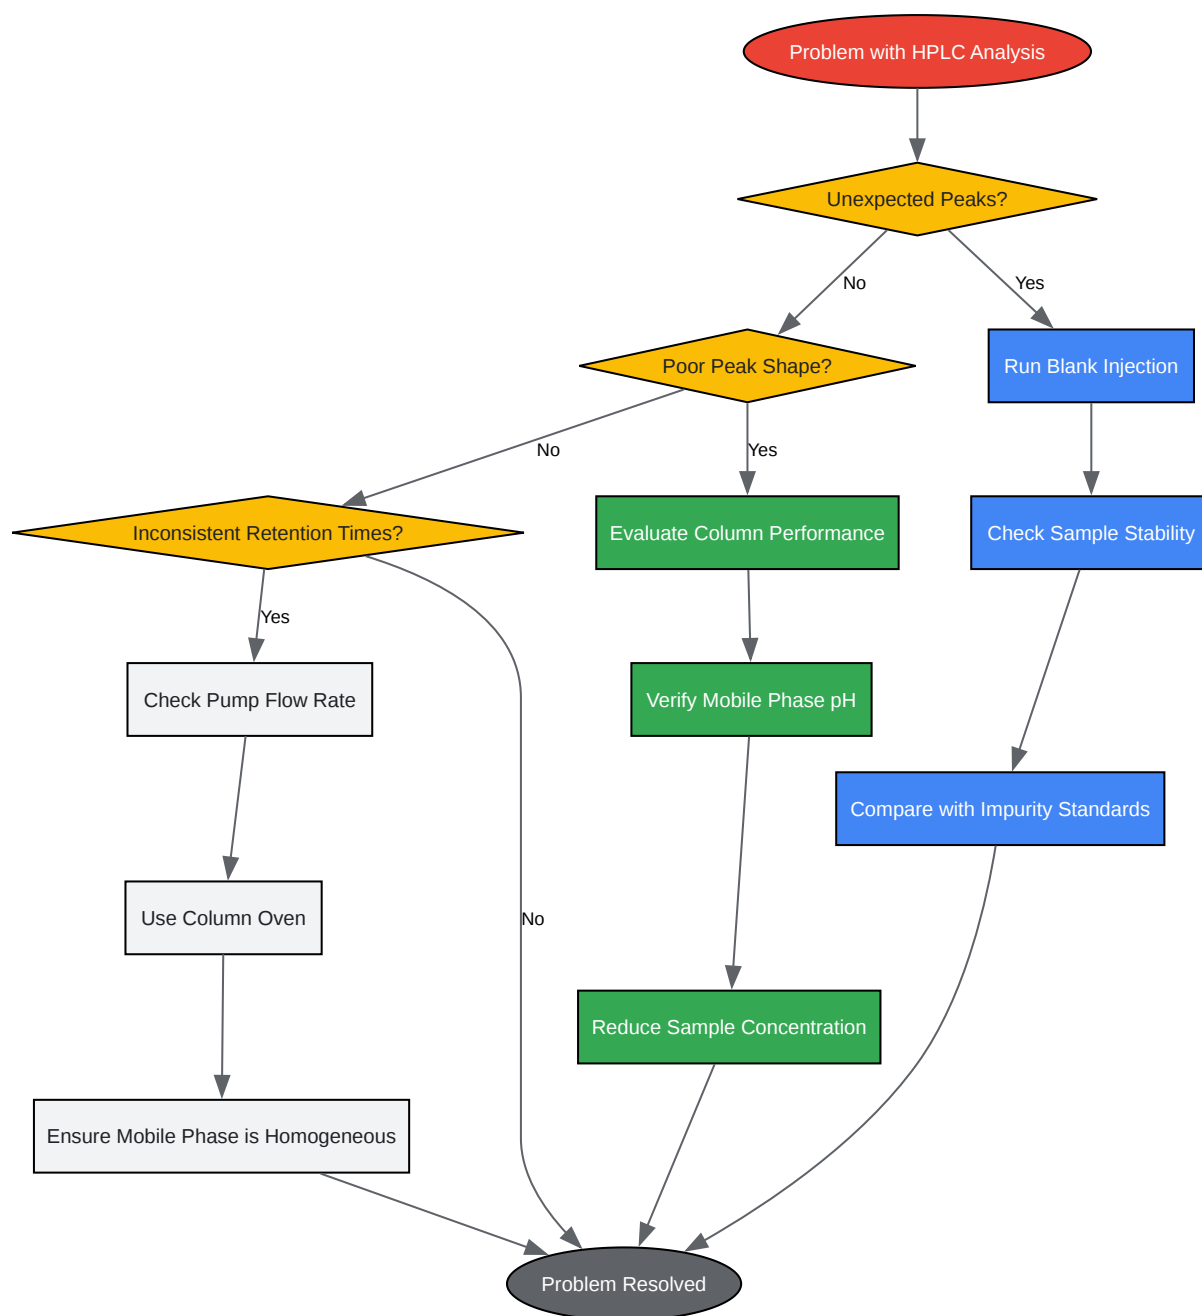 Problem with HPLC Analysis
Unexpected Peaks?
No
Yes
Poor Peak Shape?
Run Blank Injection
No
Yes
Inconsistent Retention Times?
Evaluate Column Performance
Check Sample Stability
Yes
Check Pump Flow Rate
Verify Mobile Phase pH
Compare with Impurity Standards
Use Column Oven
No
Reduce Sample Concentration
Ensure Mobile Phase is Homogeneous
Problem Resolved